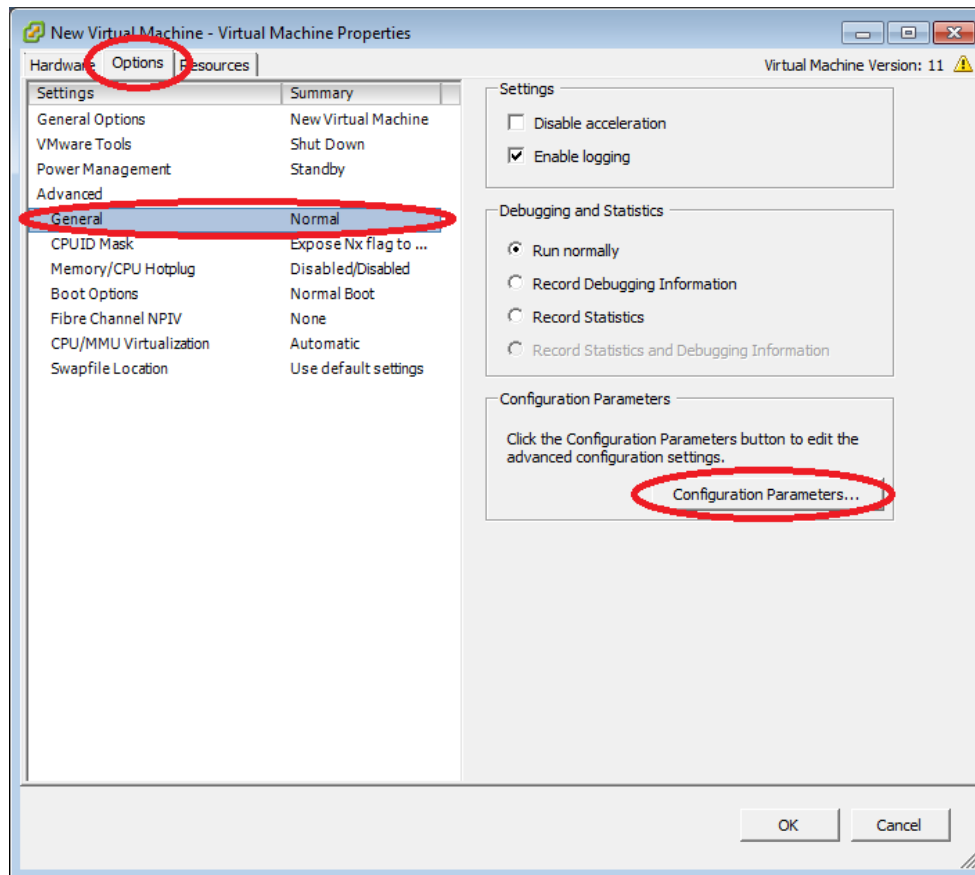 New Virtual Machine - Virtual Machine Properties
Hardware Options Resources Virtual Machine Version: 11
Settings Summary
General Options New Virtual Machine
VMware Tools Shut Down
Power Management Standby
Advanced
General Normal
CPUID Mask Expose Nx flag to ...
Memory/CPU Hotplug Disabled/Disabled
Boot Options Normal Boot
Fibre Channel NPIV None
CPU/MMU Virtualization Automatic
Swapfile Location Use default settings
Settings
Disable acceleration
Enable logging
Debugging and Statistics
Run normally
Record Debugging Information
Record Statistics
Record Statistics and Debugging Information
Configuration Parameters
Click the Configuration Parameters button to edit the
advanced configuration settings.
Configuration Parameters...
OK Cancel